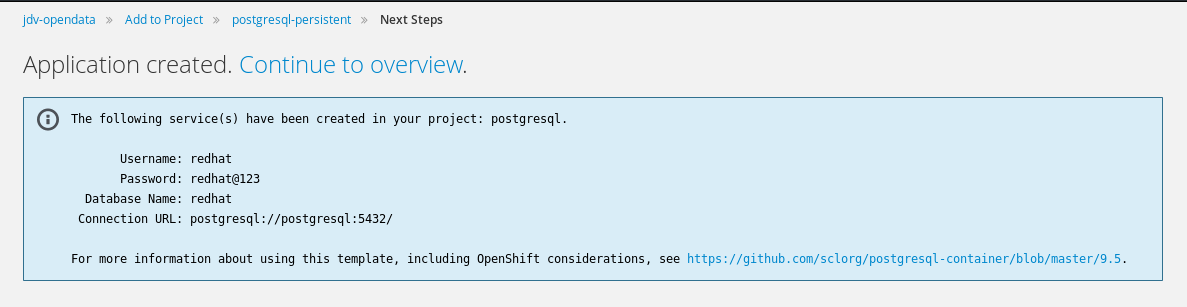 jdv-opendata » Add to Project » postgresql-persistent » Next Steps
Application created. Continue to overview.
The following service(s) have been created in your project: postgresql.
Username: redhat
Password: redhat@123
Database Name: redhat
Connection URL: postgresql://postgresql:5432/
For more information about using this template, including OpenShift considerations, see https://github.com/sclorg/postgresql-container/blob/master/9.5.